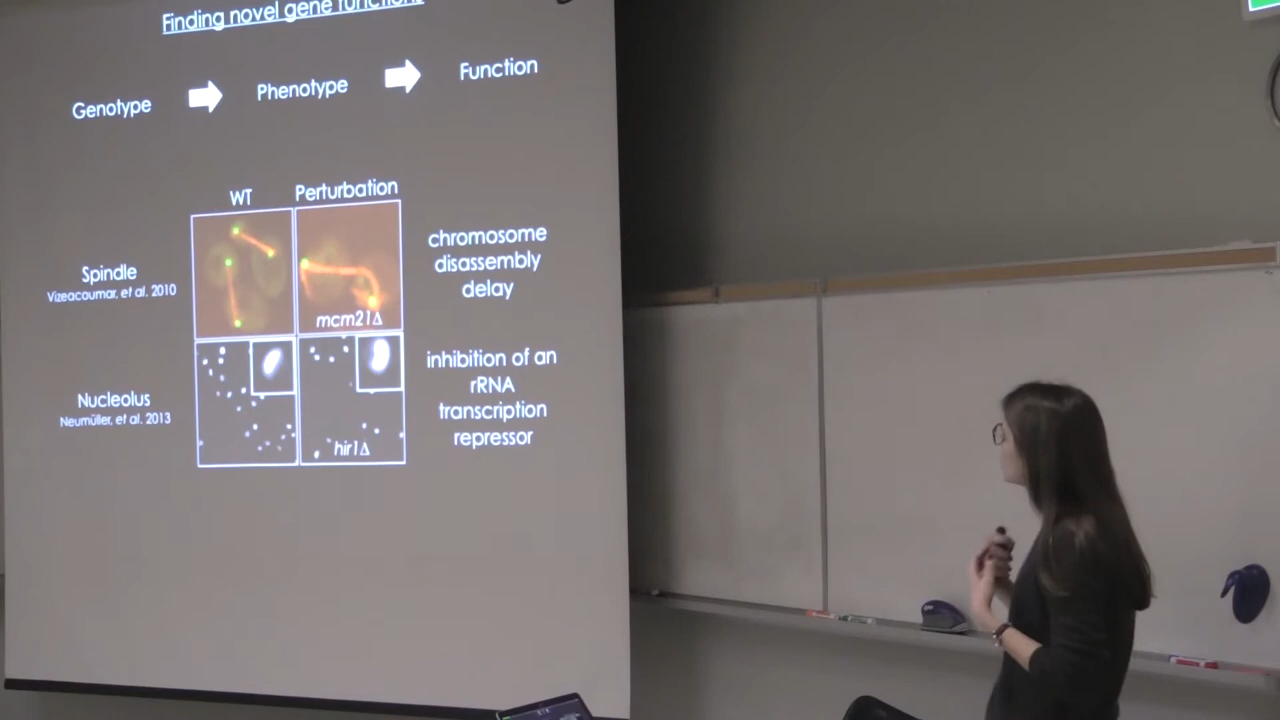 Finding novel gene functions
Genotype
Phenotype
Function
WT
Perturbation
Spindle
Vizeacoumar, et al. 2010
mcm21Δ
chromosome
disassembly
delay
Nucleolus
Neumüller, et al. 2013
hir1Δ
inhibition of an
rRNA
transcription
repressor